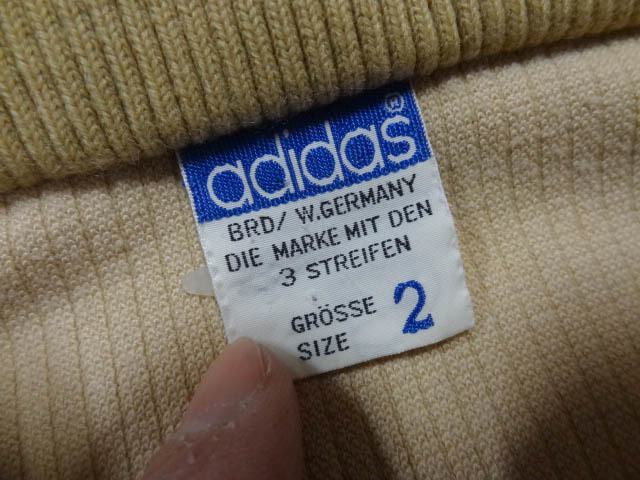 adidas®
BRD/ W.GERMANY
DIE MARKE MIT DEN
3 STREIFEN
GRÖSSE 2
SIZE